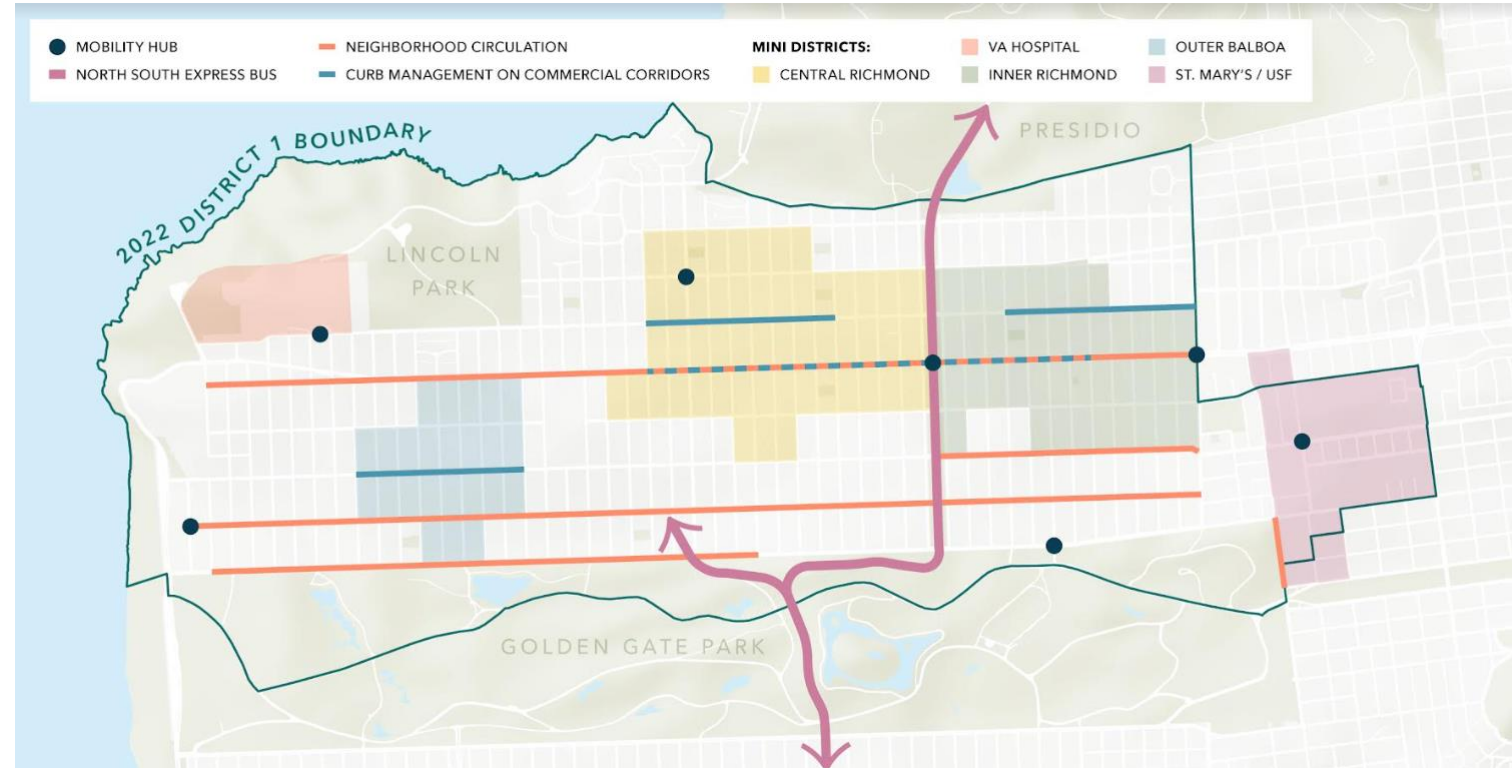 MOBILITY HUB
NORTH SOUTH EXPRESS BUS
NEIGHBORHOOD CIRCULATION
CURB MANAGEMENT ON COMMERCIAL CORRIDORS
MINI DISTRICTS:
CENTRAL RICHMOND
VA HOSPITAL
INNER RICHMOND
OUTER BALBOA
ST. MARY'S / USF
2022 DISTRICT 1 BOUNDARY
PRESIDIO
LINCOLN
PARK
GOLDEN GATE PARK